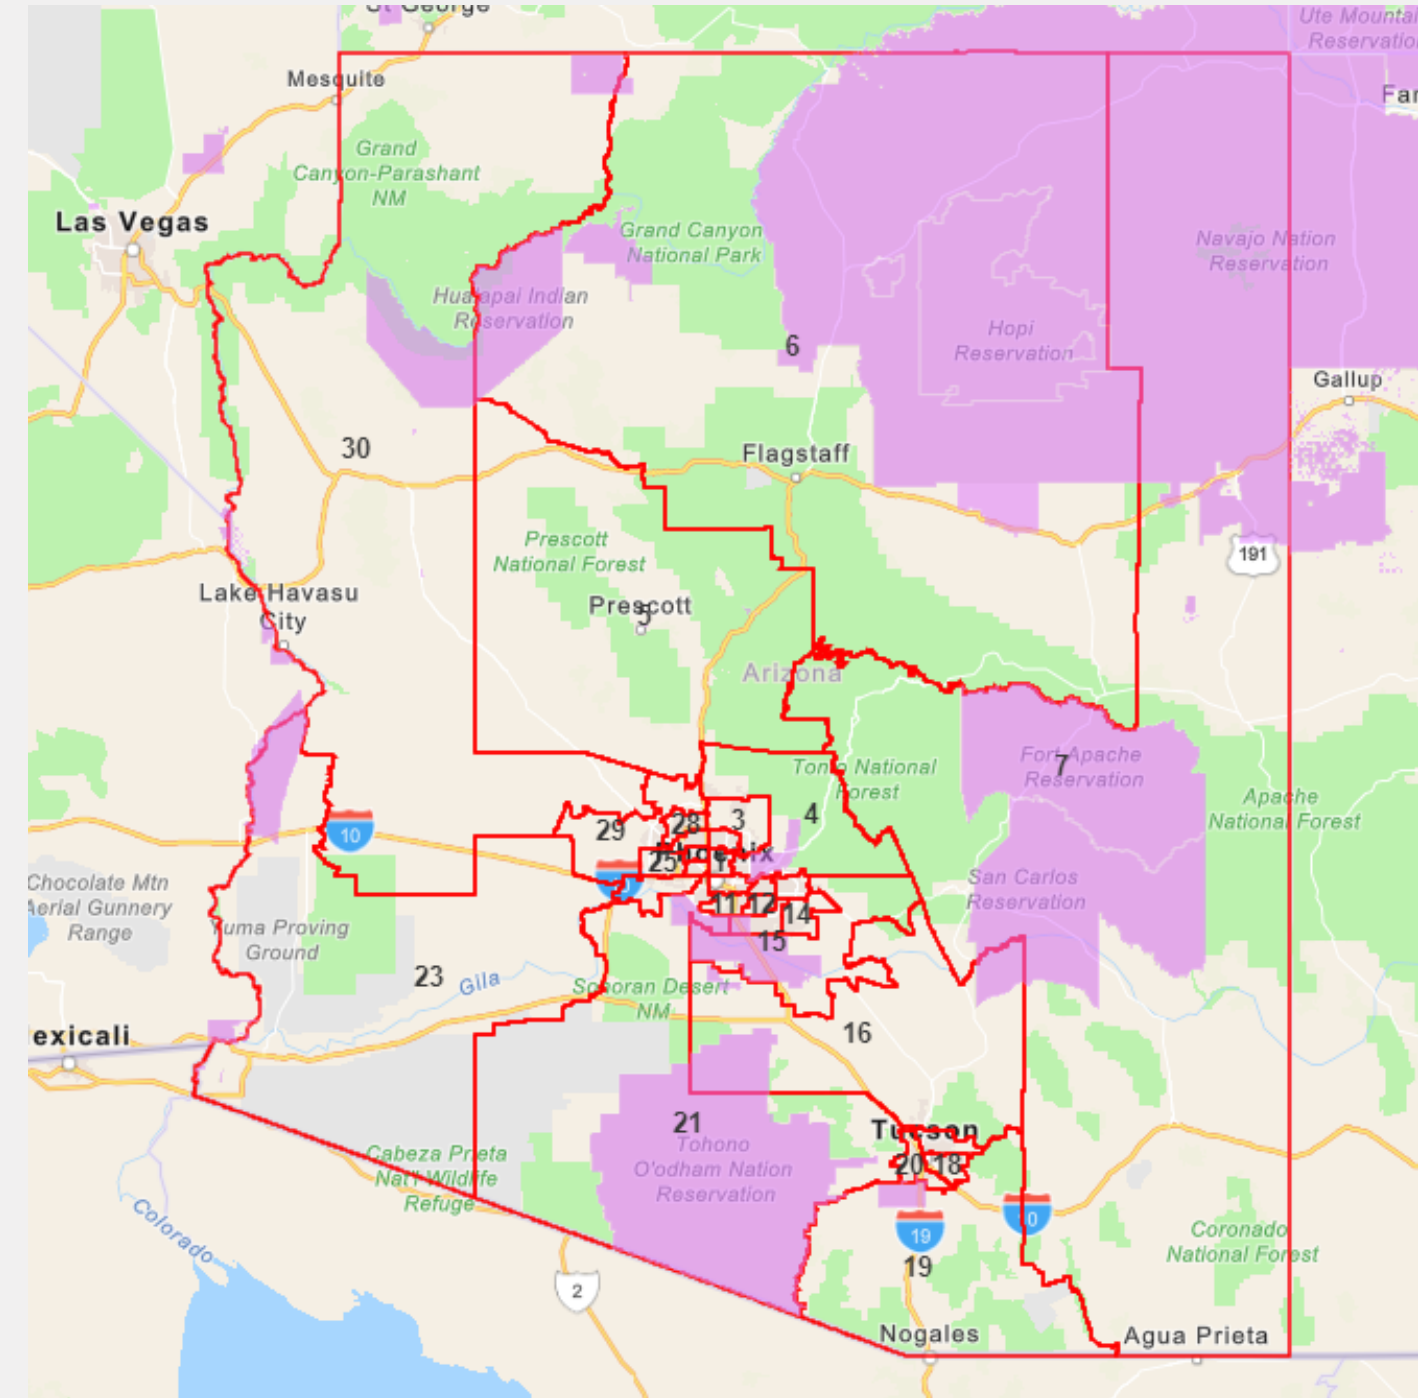 St George
Ute Mountain
Reservation
Mesquite
Grand
Canyon-Parashant
NM
Las Vegas
Grand Canyon
National Park
Navajo Nation
Reservation
Hualapai Indian
Reservation
Hopi
Reservation
6
Gallup
30
Flagstaff
Prescott
National Forest
191
Lake Havasu
City
Prescott
5
Arizona
Tonto National
Forest
Fort Apache
Reservation
7
Apache
National Forest
10
29
28
3
4
Phoenix
25
1
San Carlos
Reservation
Chocolate Mtn
Aerial Gunnery
Range
11
12
14
15
Yuma Proving
Ground
23
Gila
Sonoran Desert
NM
exicali
16
21
Tohono
O'odham Nation
Reservation
Tucson
20
18
Cabeza Prieta
Nat'l Wildlife
Refuge
Colorado
19
10
19
Coronado
National Forest
2
Nogales
Agua Prieta